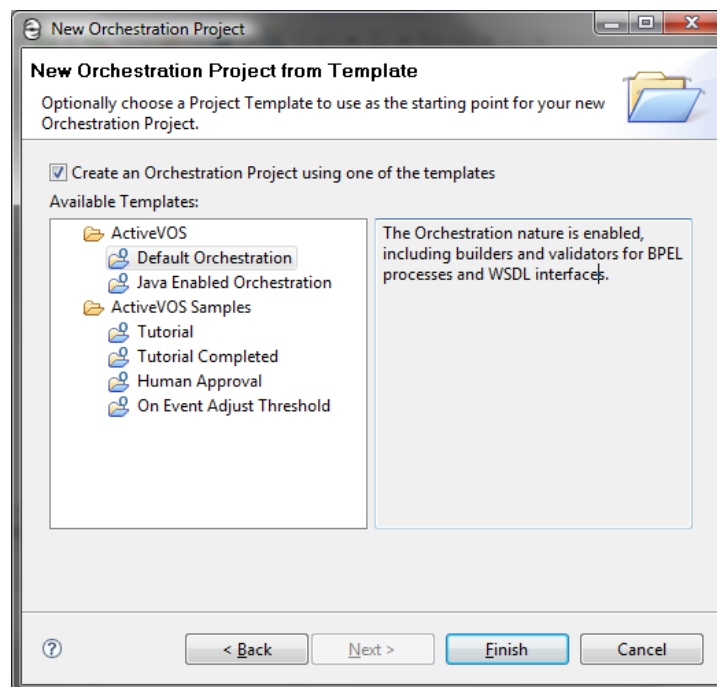 New Orchestration Project
New Orchestration Project from Template
Optionally choose a Project Template to use as the starting point for your new
Orchestration Project.
Create an Orchestration Project using one of the templates
Available Templates:
ActiveVOS
Default Orchestration
Java Enabled Orchestration
ActiveVOS Samples
Tutorial
Tutorial Completed
Human Approval
On Event Adjust Threshold
The Orchestration nature is enabled,
including builders and validators for BPEL
processes and WSDL interfaces.
?
< Back
Next >
Finish
Cancel